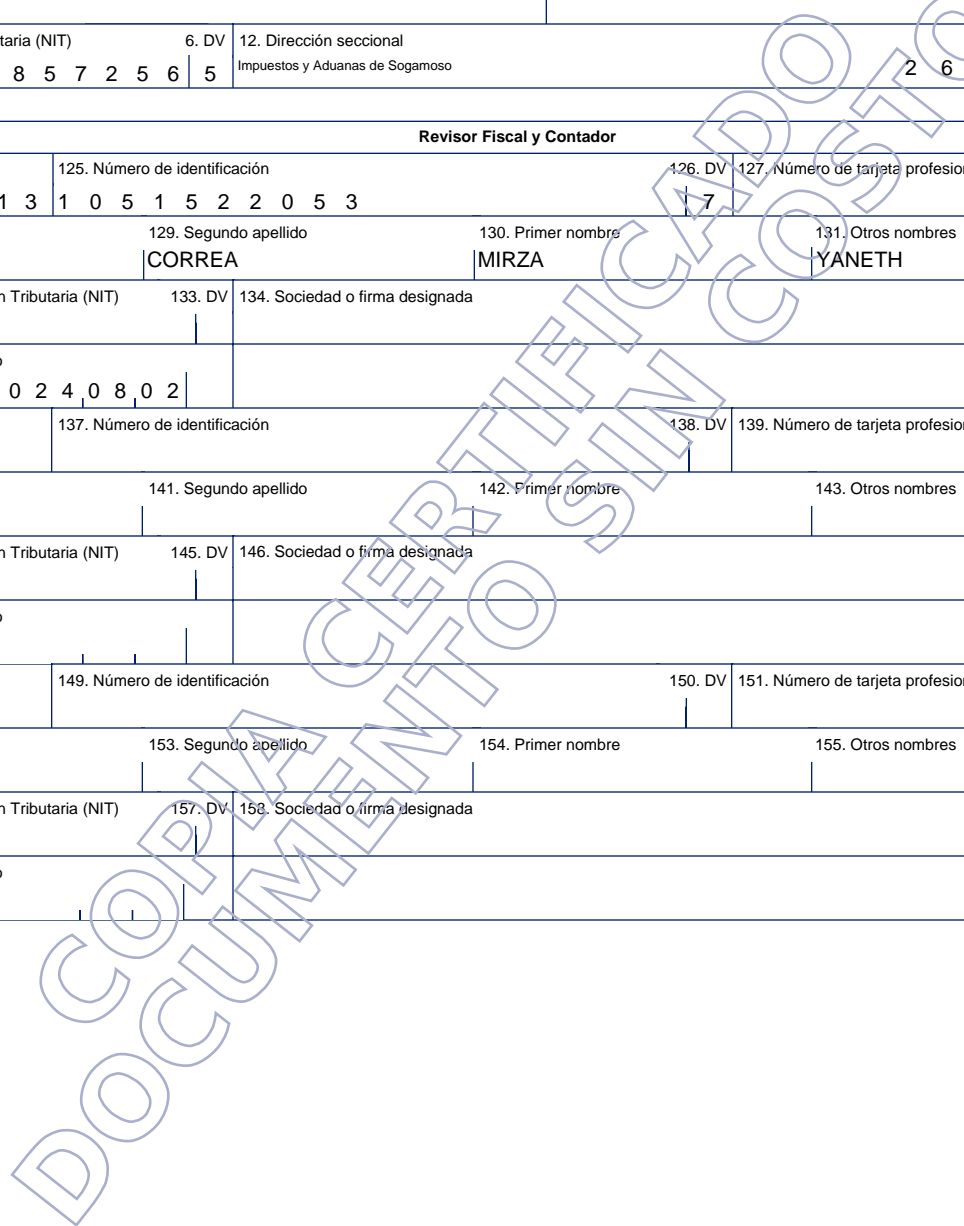 taria (NIT) 6. DV 12. Dirección seccional
8 5 7 2 5 6 5 Impuestos y Aduanas de Sogamoso 2 6
Revisor Fiscal y Contador
125. Número de identificación 126. DV 127. Número de tarjeta profesion
1 3 1 0 5 1 5 2 2 0 5 3 7
129. Segundo apellido 130. Primer nombre 131. Otros nombres
CORREA MIRZA YANETH
n Tributaria (NIT) 133. DV 134. Sociedad o firma designada
o
0 2 4 0 8 0 2
137. Número de identificación 138. DV 139. Número de tarjeta profesion
141. Segundo apellido 142. Primer nombre 143. Otros nombres
n Tributaria (NIT) 145. DV 146. Sociedad o firma designada
o
149. Número de identificación 150. DV 151. Número de tarjeta profesion
153. Segundo apellido 154. Primer nombre 155. Otros nombres
n Tributaria (NIT) 157. DV 158. Sociedad o firma designada
o
COPIA CERTIFICADO
DOCUMENTO SIN COSTO